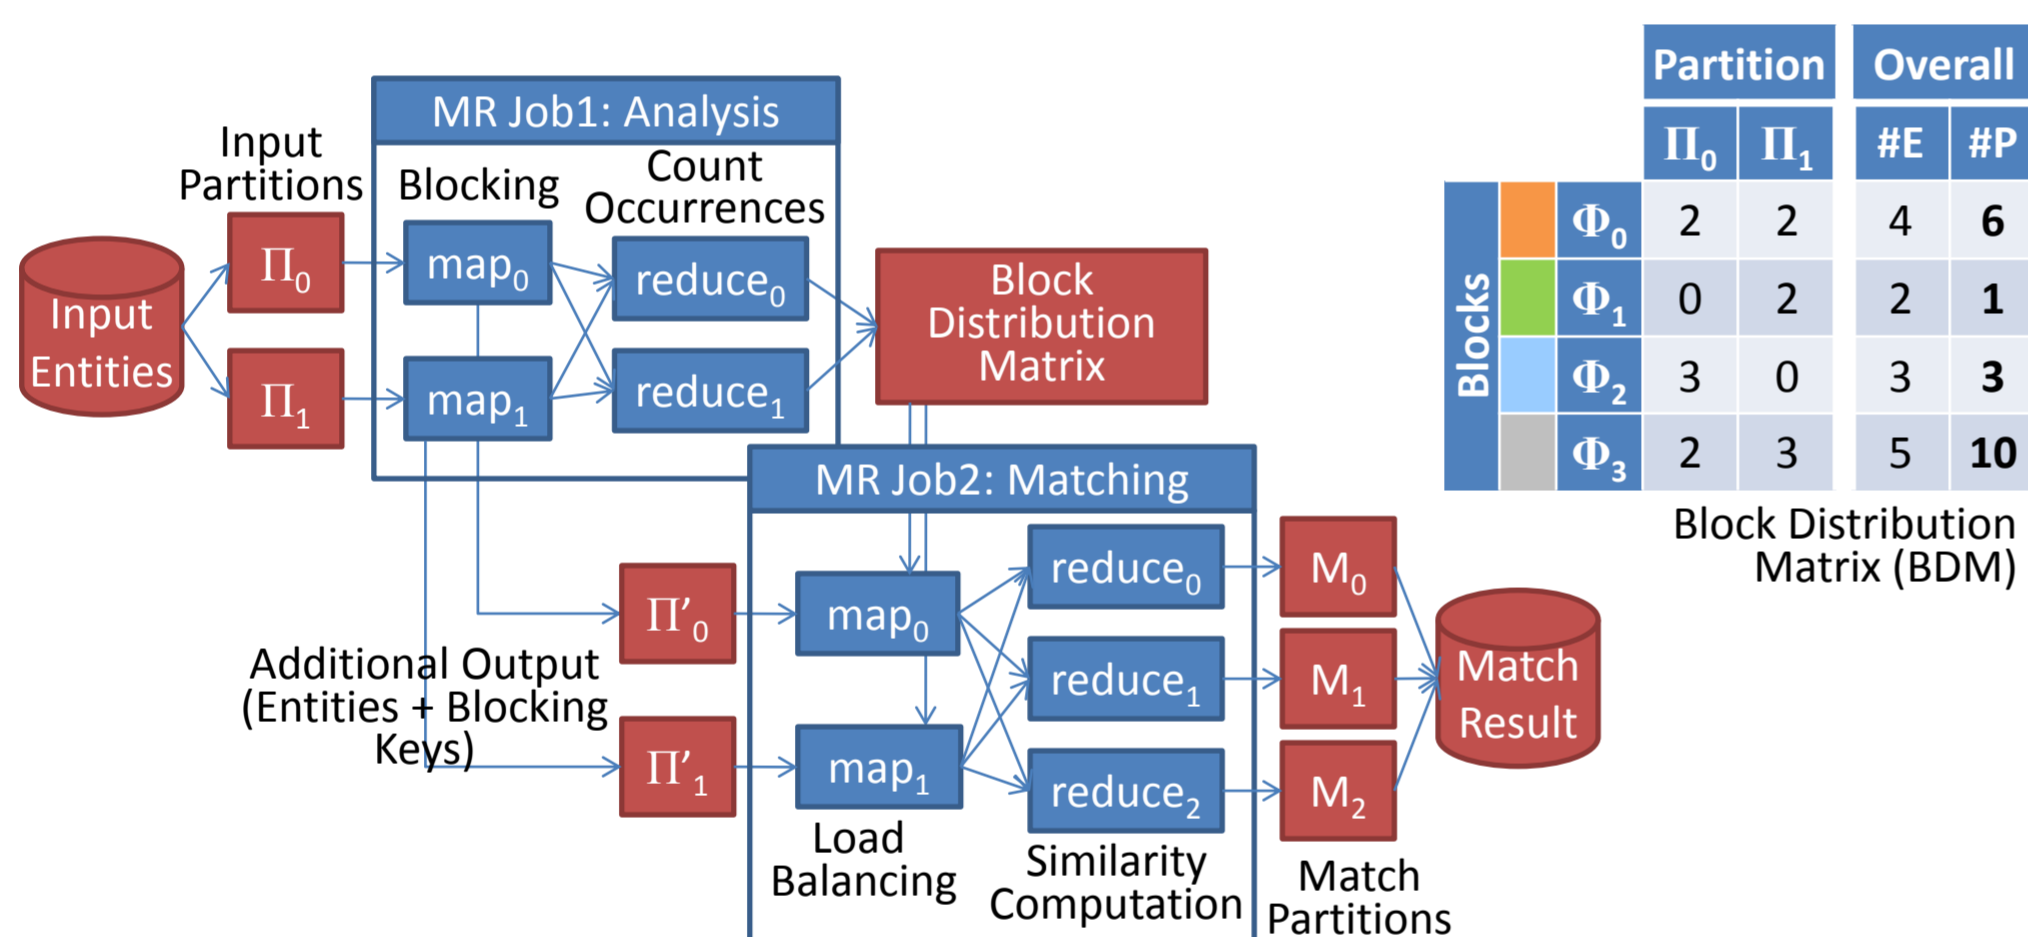 MR Job1: Analysis
Input
Partitions
Blocking
Count
Occurrences
Input
Entities
Π0
Π1
map0
map1
reduce0
reduce1
Block
Distribution
Matrix
MR Job2: Matching
Additional Output
(Entities + Blocking
Keys)
Π’0
Π’1
map0
map1
Load
Balancing
reduce0
reduce1
reduce2
Similarity
Computation
M0
M1
M2
Match
Partitions
Match
Result
Partition Overall
Π0 Π1 #E #P
Blocks
Φ0 2 2 4 6
Φ1 0 2 2 1
Φ2 3 0 3 3
Φ3 2 3 5 10
Block Distribution
Matrix (BDM)